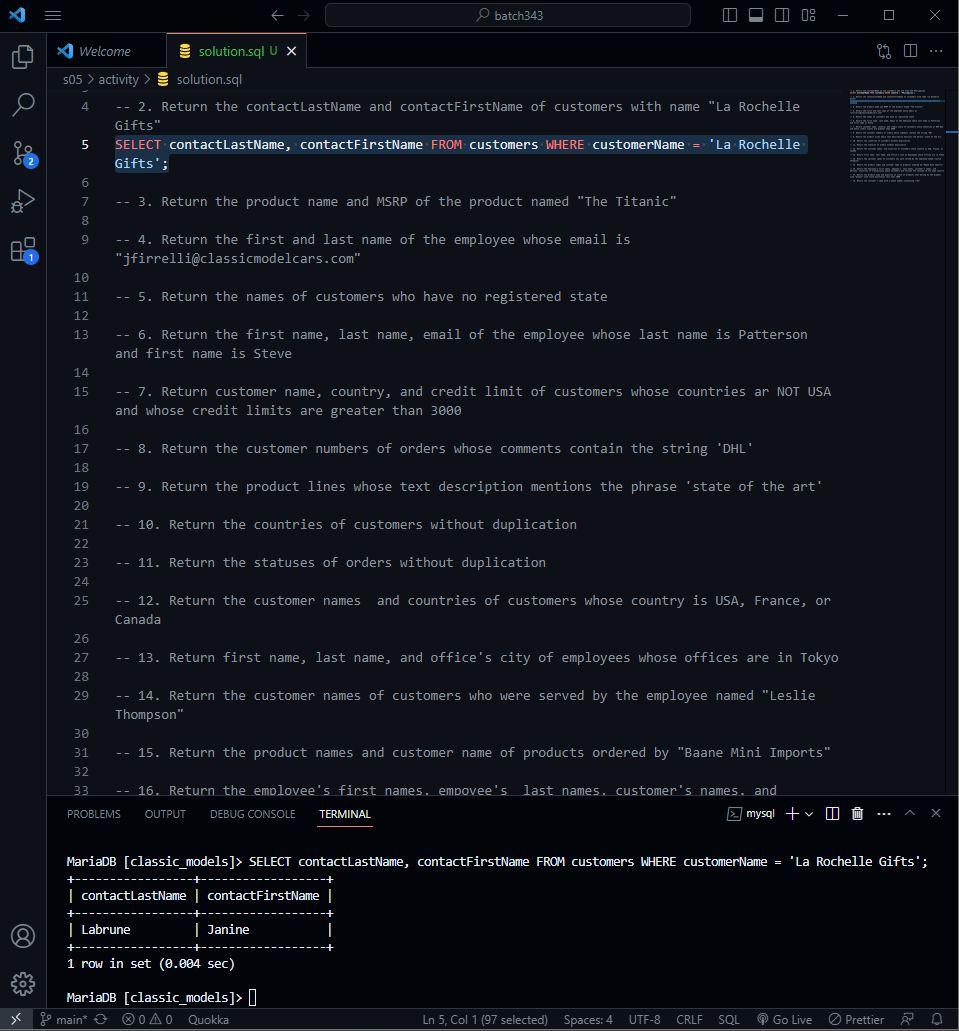 batch343
Welcome
solution.sql U
s05 > activity > solution.sql
4 -- 2. Return the contactLastName and contactFirstName of customers with name "La Rochelle
Gifts"
5 SELECT contactLastName, contactFirstName FROM customers WHERE customerName = 'La Rochelle
Gifts';
6
7 -- 3. Return the product name and MSRP of the product named "The Titanic"
8
9 -- 4. Return the first and last name of the employee whose email is
"jfirrelli@classicmodelcars.com"
10
11 -- 5. Return the names of customers who have no registered state
12
13 -- 6. Return the first name, last name, email of the employee whose last name is Patterson
and first name is Steve
14
15 -- 7. Return customer name, country, and credit limit of customers whose countries ar NOT USA
and whose credit limits are greater than 3000
16
17 -- 8. Return the customer numbers of orders whose comments contain the string 'DHL'
18
19 -- 9. Return the product lines whose text description mentions the phrase 'state of the art'
20
21 -- 10. Return the countries of customers without duplication
22
23 -- 11. Return the statuses of orders without duplication
24
25 -- 12. Return the customer names  and countries of customers whose country is USA, France, or
Canada
26
27 -- 13. Return first name, last name, and office's city of employees whose offices are in Tokyo
28
29 -- 14. Return the customer names of customers who were served by the employee named "Leslie
Thompson"
30
31 -- 15. Return the product names and customer name of products ordered by "Baane Mini Imports"
32
33 -- 16. Return the employee's first names, empoyee's  last names, customer's names, and
2
1
PROBLEMS OUTPUT DEBUG CONSOLE TERMINAL mysql
MariaDB [classic_models]> SELECT contactLastName, contactFirstName FROM customers WHERE customerName = 'La Rochelle Gifts';
+-----------------+------------------+
| contactLastName | contactFirstName |
+-----------------+------------------+
| Labrune         | Janine           |
+-----------------+------------------+
1 row in set (0.004 sec)
MariaDB [classic_models]>
main* 0 0 Quokka Ln 5, Col 1 (97 selected) Spaces: 4 UTF-8 CRLF SQL Go Live Prettier